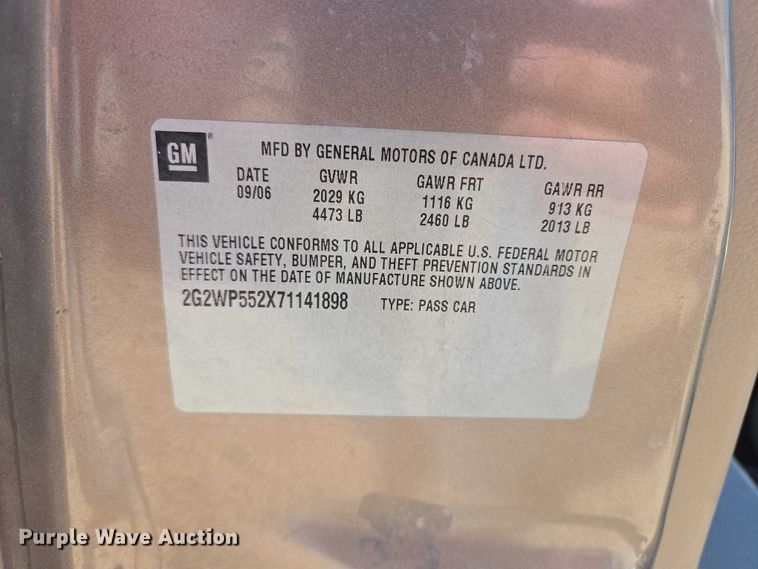 GM ®
MFD BY GENERAL MOTORS OF CANADA LTD.
DATE GVWR GAWR FRT GAWR RR
09/06 2029 KG 1116 KG 913 KG
4473 LB 2460 LB 2013 LB
THIS VEHICLE CONFORMS TO ALL APPLICABLE U.S. FEDERAL MOTOR
VEHICLE SAFETY, BUMPER, AND THEFT PREVENTION STANDARDS IN
EFFECT ON THE DATE OF MANUFACTURE SHOWN ABOVE.
2G2WP552X71141898 TYPE: PASS CAR
Purple Wave Auction